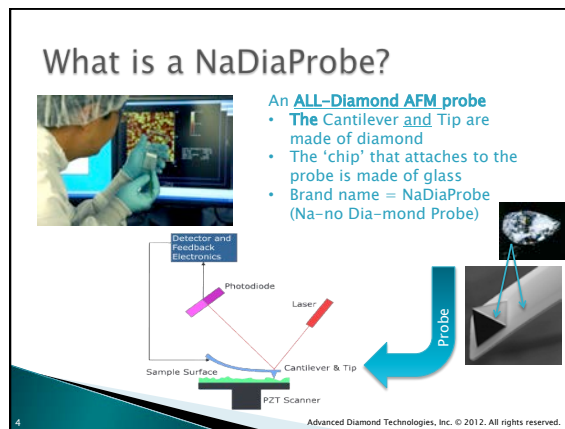 What is a NaDiaProbe?
An ALL-Diamond AFM probe
• The Cantilever and Tip are
made of diamond
• The ‘chip’ that attaches to the
probe is made of glass
• Brand name = NaDiaProbe
(Na-no Dia-mond Probe)
Detector and
Feedback
Electronics
Photodiode
Laser
Sample Surface
Cantilever & Tip
PZT Scanner
Probe
4
Advanced Diamond Technologies, Inc. © 2012. All rights reserved.